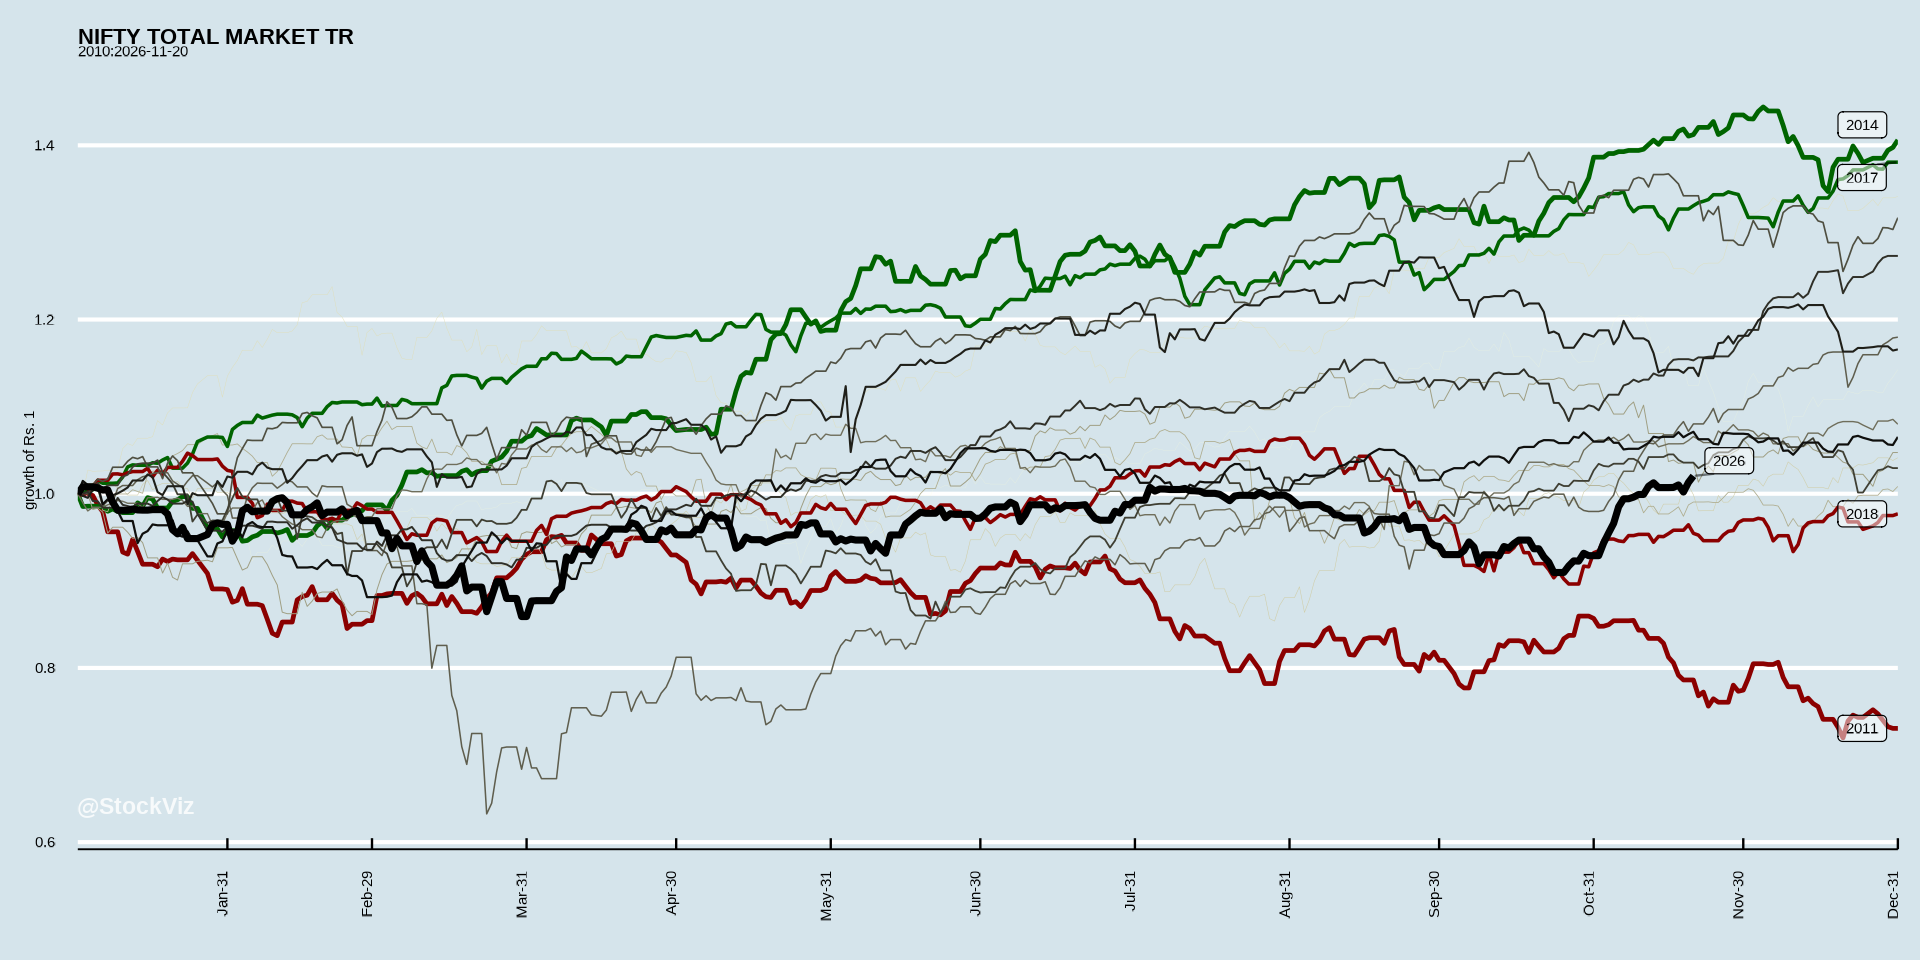 NIFTY TOTAL MARKET TR
2010:2026-11-20
growth of Rs. 1
1.4
1.2
1.0
0.8
0.6
2014
2017
2026
2018
2011
@StockViz
Jan-31
Feb-29
Mar-31
Apr-30
May-31
Jun-30
Jul-31
Aug-31
Sep-30
Oct-31
Nov-30
Dec-31